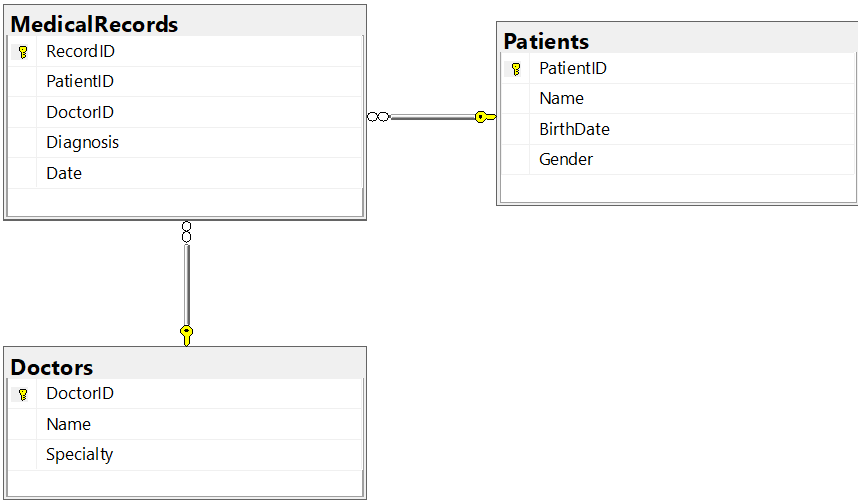 MedicalRecords
RecordID
PatientID
DoctorID
Diagnosis
Date
Patients
PatientID
Name
BirthDate
Gender
Doctors
DoctorID
Name
Specialty